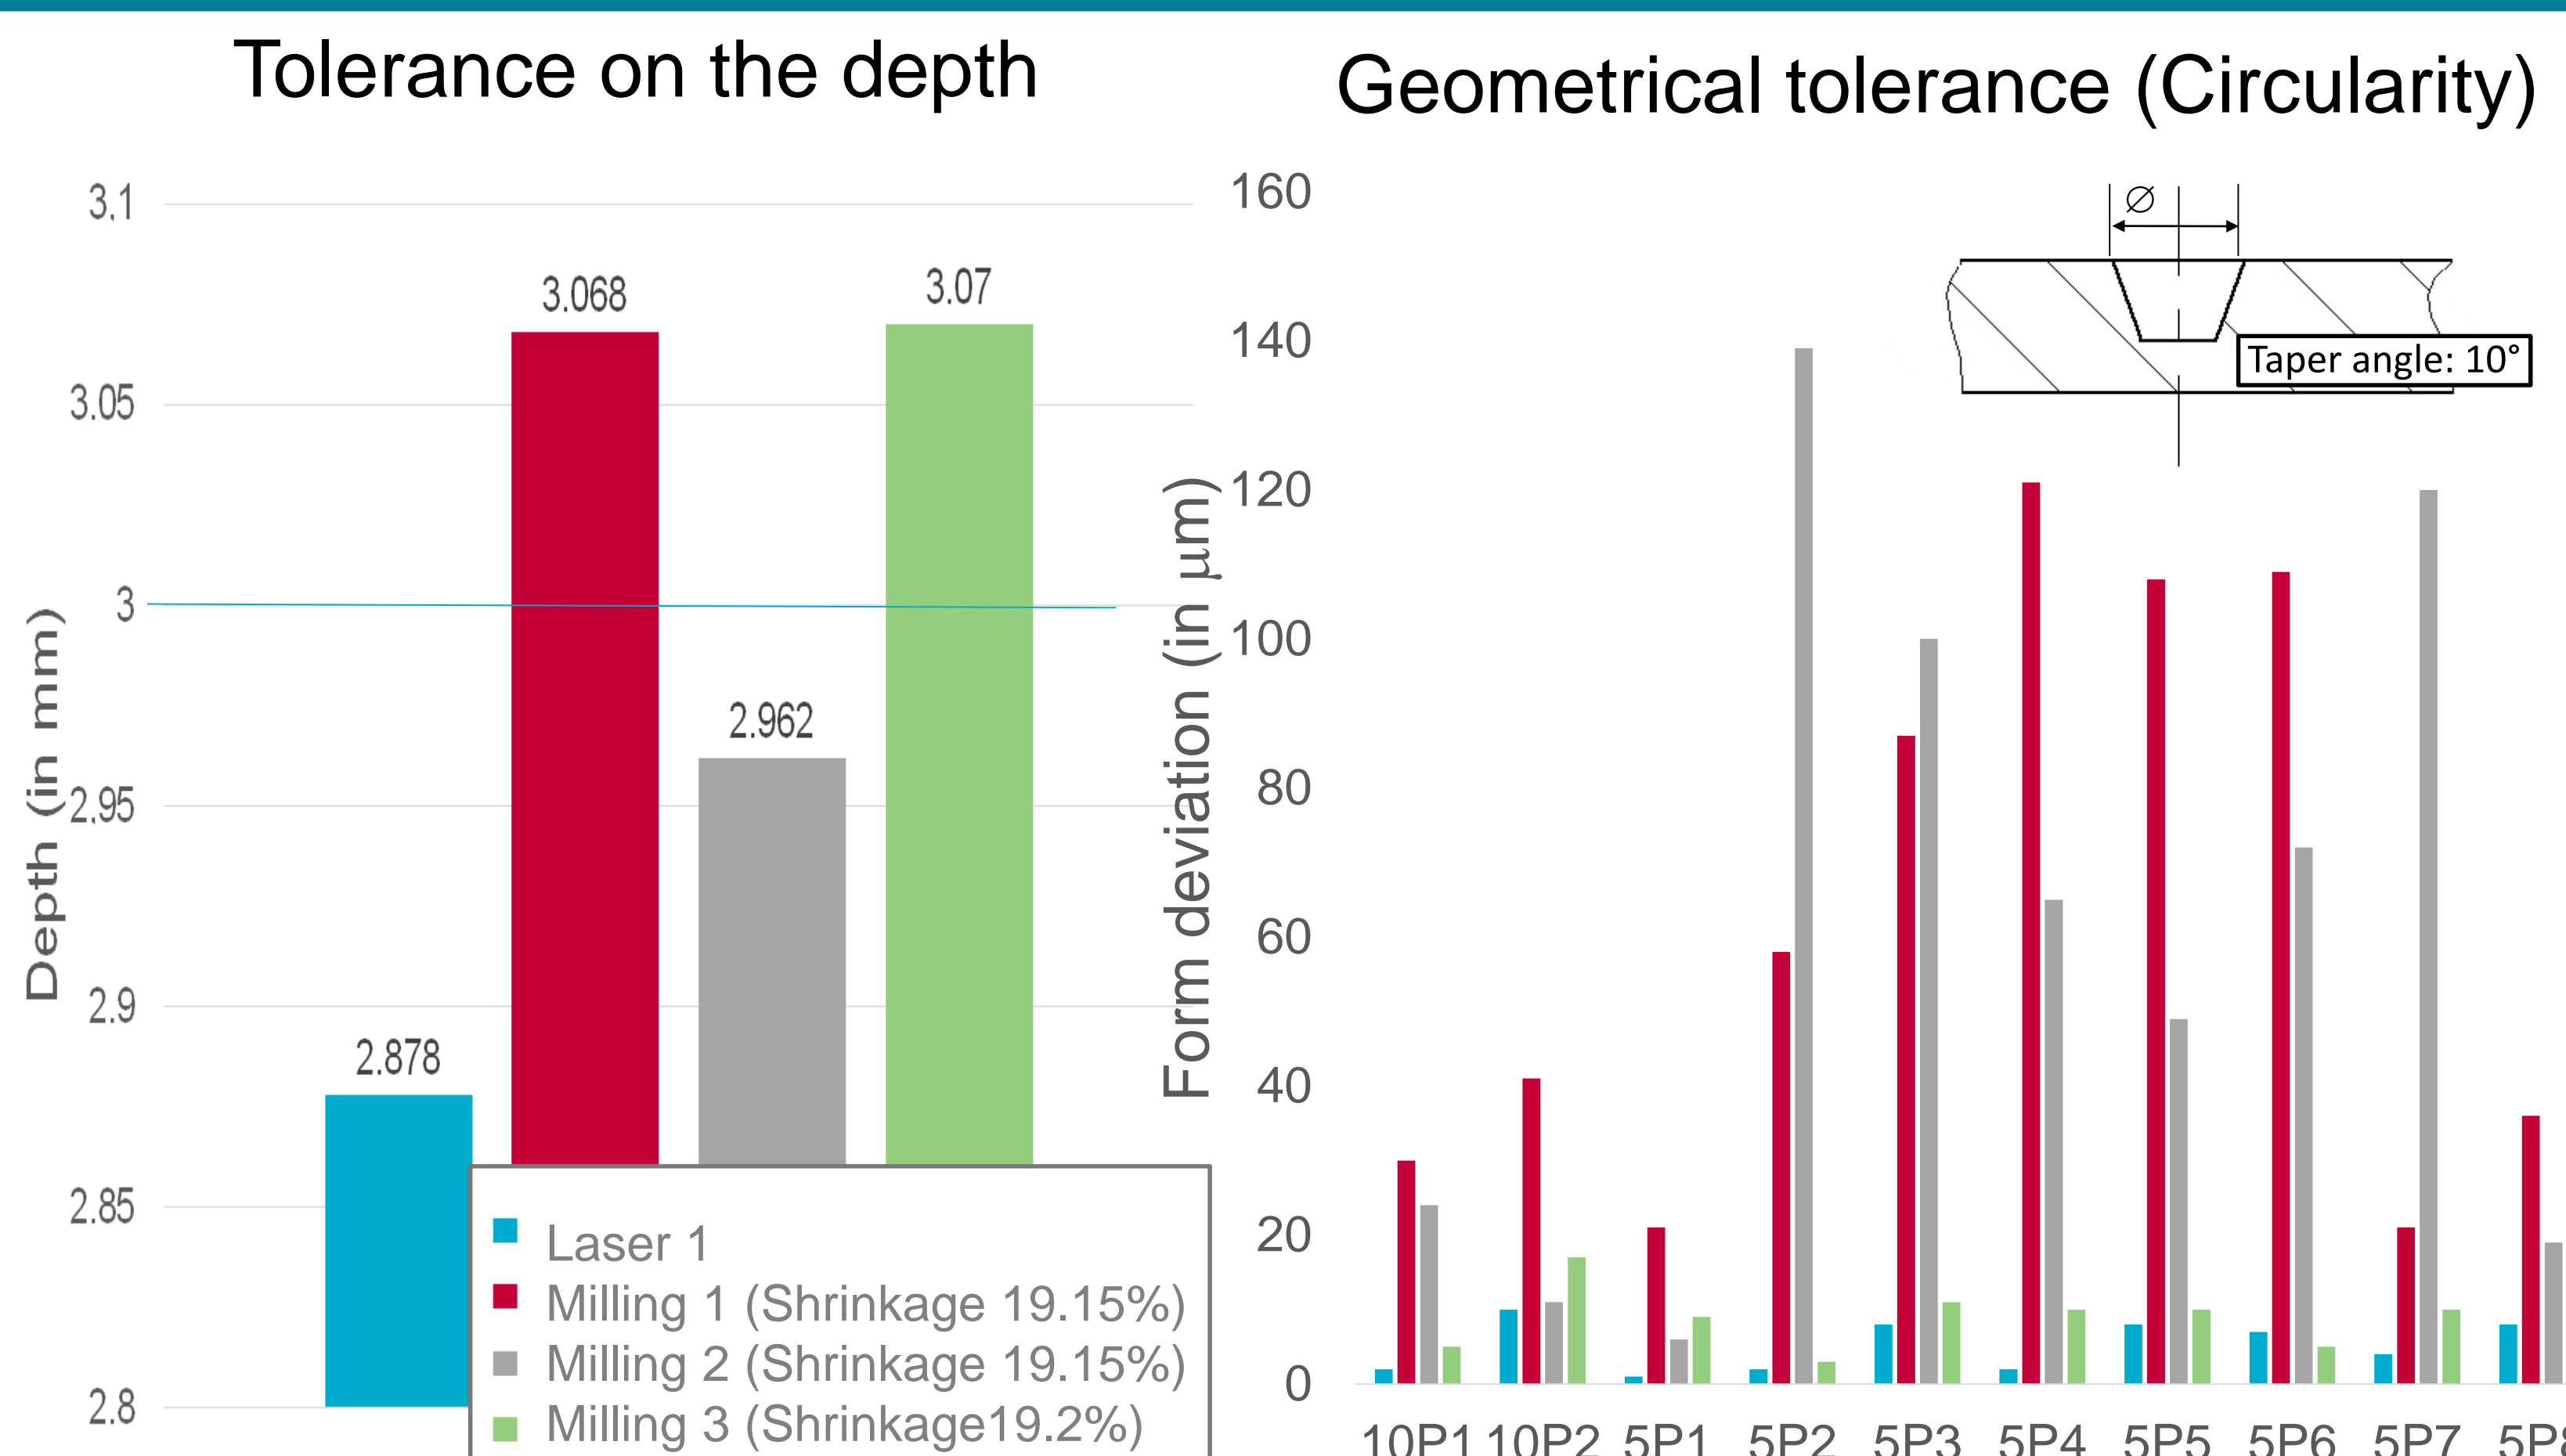 Tolerance on the depth
Depth (in mm)
3.1
3.05
3
2.95
2.9
2.85
2.8
2.878
3.068
2.962
3.07
Laser 1
Milling 1 (Shrinkage 19.15%)
Milling 2 (Shrinkage 19.15%)
Milling 3 (Shrinkage19.2%)
Geometrical tolerance (Circularity)
Form deviation (in µm)
160
140
120
100
80
60
40
20
0
∅
Taper angle: 10°
10P1 10P2 5P1 5P2 5P3 5P4 5P5 5P6 5P7